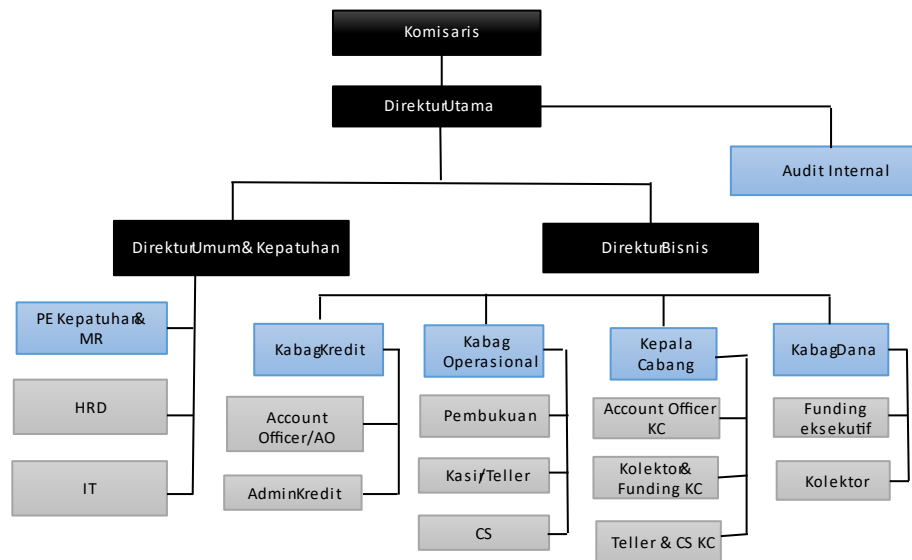 Komisaris
Direktur Utama
Audit Internal
Direktur Umum & Kepatuhan
Direktur Bisnis
PE Kepatuhan &
MR
HRD
IT
Kabag Kredit
Account
Officer/AO
Admin Kredit
Kabag
Operasional
Pembukuan
Kasir/Teller
CS
Kepala
Cabang
Account Officer
KC
Kolektor &
Funding KC
Teller & CS KC
Kabag Dana
Funding
eksekutif
Kolektor